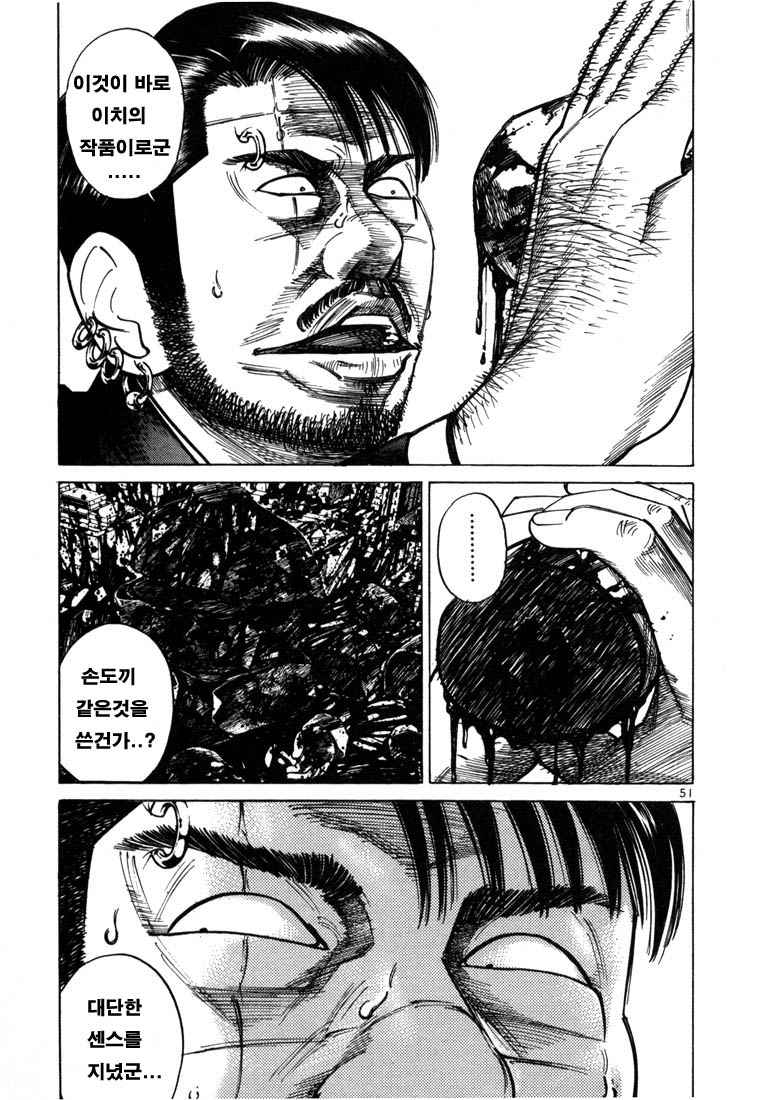 이것이 바로
이치의
작품이로군
.....
...........
손도끼
같은것을
쓴건가..?
51
대단한
센스를
지녔군...